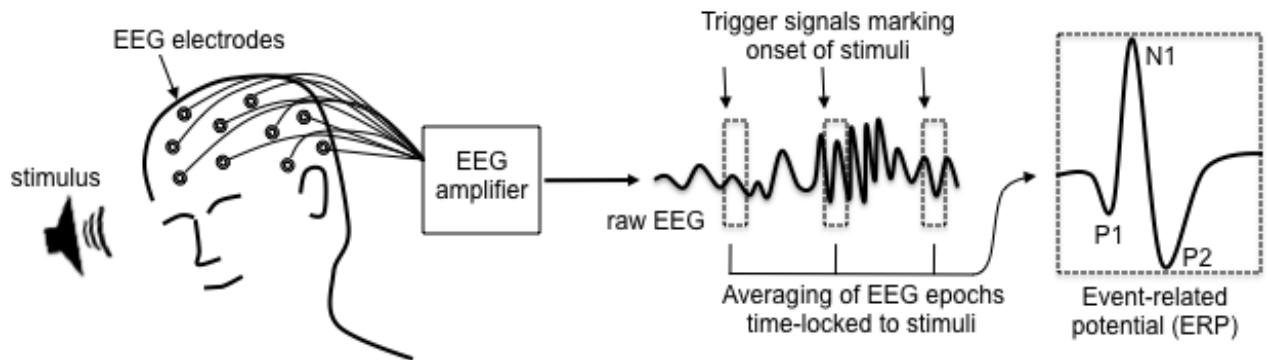 EEG electrodes
stimulus
EEG
amplifier
raw EEG
Trigger signals marking
onset of stimuli
Averaging of EEG epochs
time-locked to stimuli
N1
P1
P2
Event-related
potential (ERP)